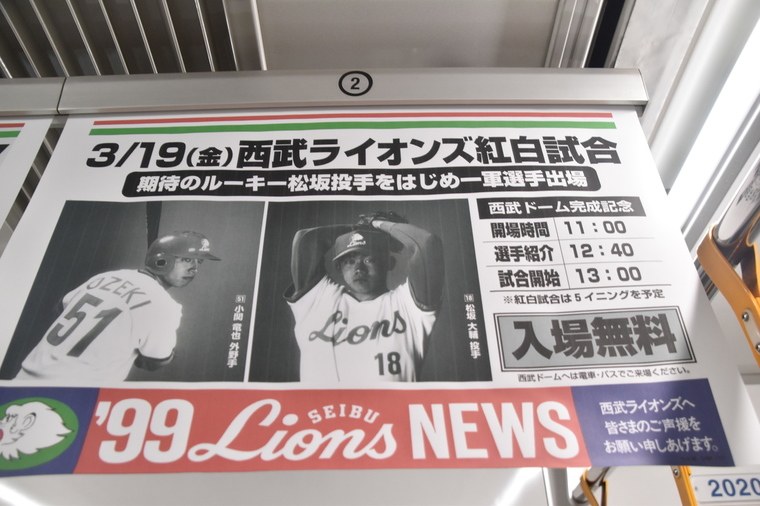 2
3/19(金)西武ライオンズ紅白試合
期待のルーキー松坂投手をはじめ一軍選手出場
西武ドーム完成記念
開場時間 11:00
選手紹介 12:40
試合開始 13:00
※紅白試合は5イニングを予定
入場無料
西武ドームへは電車・バスでご来場ください。
OZEKI
51
51 小関 竜也 外野手
Lions
Lions
18
18 松坂 大輔 投手
'99 SEIBU Lions NEWS
西武ライオンズへ
皆さまのご声援を
お願い申しあげます。
2020